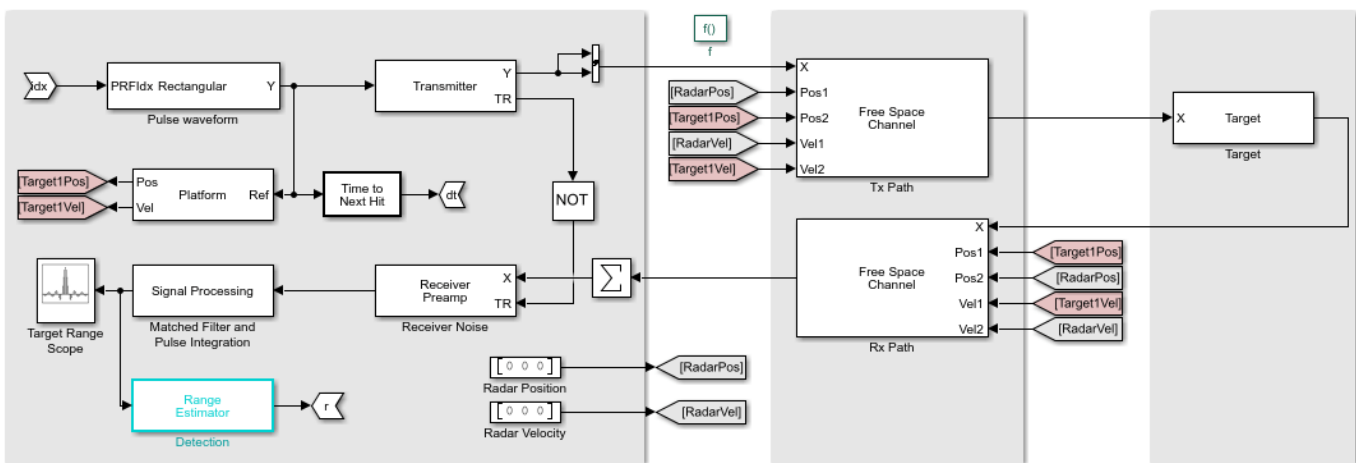 f()
f
idx
PRFIdx Rectangular Y
Pulse waveform
Transmitter
Y
TR
X
Pos1
Pos2
Vel1
Vel2
Free Space
Channel
Tx Path
[RadarPos]
[Target1Pos]
[RadarVel]
[Target1Vel]
X Target
Target
[Target1Pos]
[Target1Vel]
Pos
Vel
Platform
Ref
Time to
Next Hit
dt
NOT
X
Pos1
Pos2
Vel1
Vel2
Free Space
Channel
Rx Path
[Target1Pos]
[RadarPos]
[Target1Vel]
[RadarVel]
Target Range
Scope
Signal Processing
Matched Filter and
Pulse Integration
Receiver
Preamp
X
TR
Receiver Noise
Σ
[0 0 0]
Radar Position
[RadarPos]
[0 0 0]
Radar Velocity
[RadarVel]
Range
Estimator
Detection
r